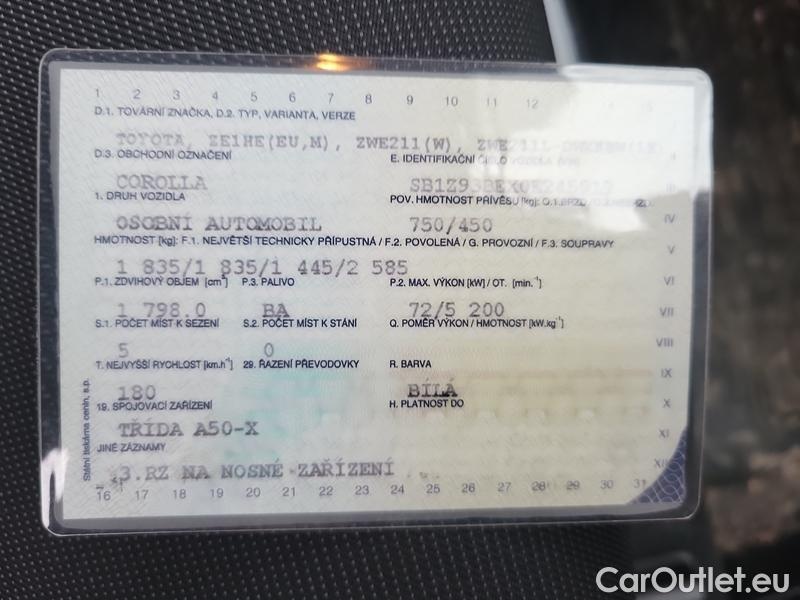 1 2 3 4 5 6 7 8 9 10 11 12
D.1. TOVÁRNÍ ZNAČKA, D.2. TYP, VARIANTA, VERZE
TOYOTA, ZE1HE(EU,M), ZWE211(W),
D.3. OBCHODNÍ OZNAČENÍ E. IDENTIFIKAČNÍ ČÍSLO VOZIDLA
COROLLA
1. DRUH VOZIDLA POV. HMOTNOST PŘÍVĚSU [kg]:
OSOBNÍ AUTOMOBIL 750/450 IV
HMOTNOST [kg]: F.1. NEJVĚTŠÍ TECHNICKY PŘÍPUSTNÁ / F.2. POVOLENÁ / G. PROVOZNÍ / F.3. SOUPRAVY V
1 835/1 835/1 445/2 585
P.1. ZDVIHOVÝ OBJEM [cm³] P.3. PALIVO P.2. MAX. VÝKON [kW] / OT. [min.⁻¹] VI
1 798.0 BA 72/5 200 VII
S.1. POČET MÍST K SEZENÍ S.2. POČET MÍST K STÁNÍ Q. POMĚR VÝKON / HMOTNOST [kW.kg⁻¹]
5 0 VIII
T. NEJVYŠŠÍ RYCHLOST [km.h⁻¹] 29. ŘAZENÍ PŘEVODOVKY R. BARVA
IX
180 BÍLÁ
19. SPOJOVACÍ ZAŘÍZENÍ H. PLATNOST DO X
TŘÍDA A50-X XI
JINÉ ZÁZNAMY
3.RZ NA NOSNÉ ZAŘÍZENÍ XII
16 17 18 19 20 21 22 23 24 25 26 27 28 29 30 31
Státní tiskárna cenin, s.p.
CarOutlet.eu